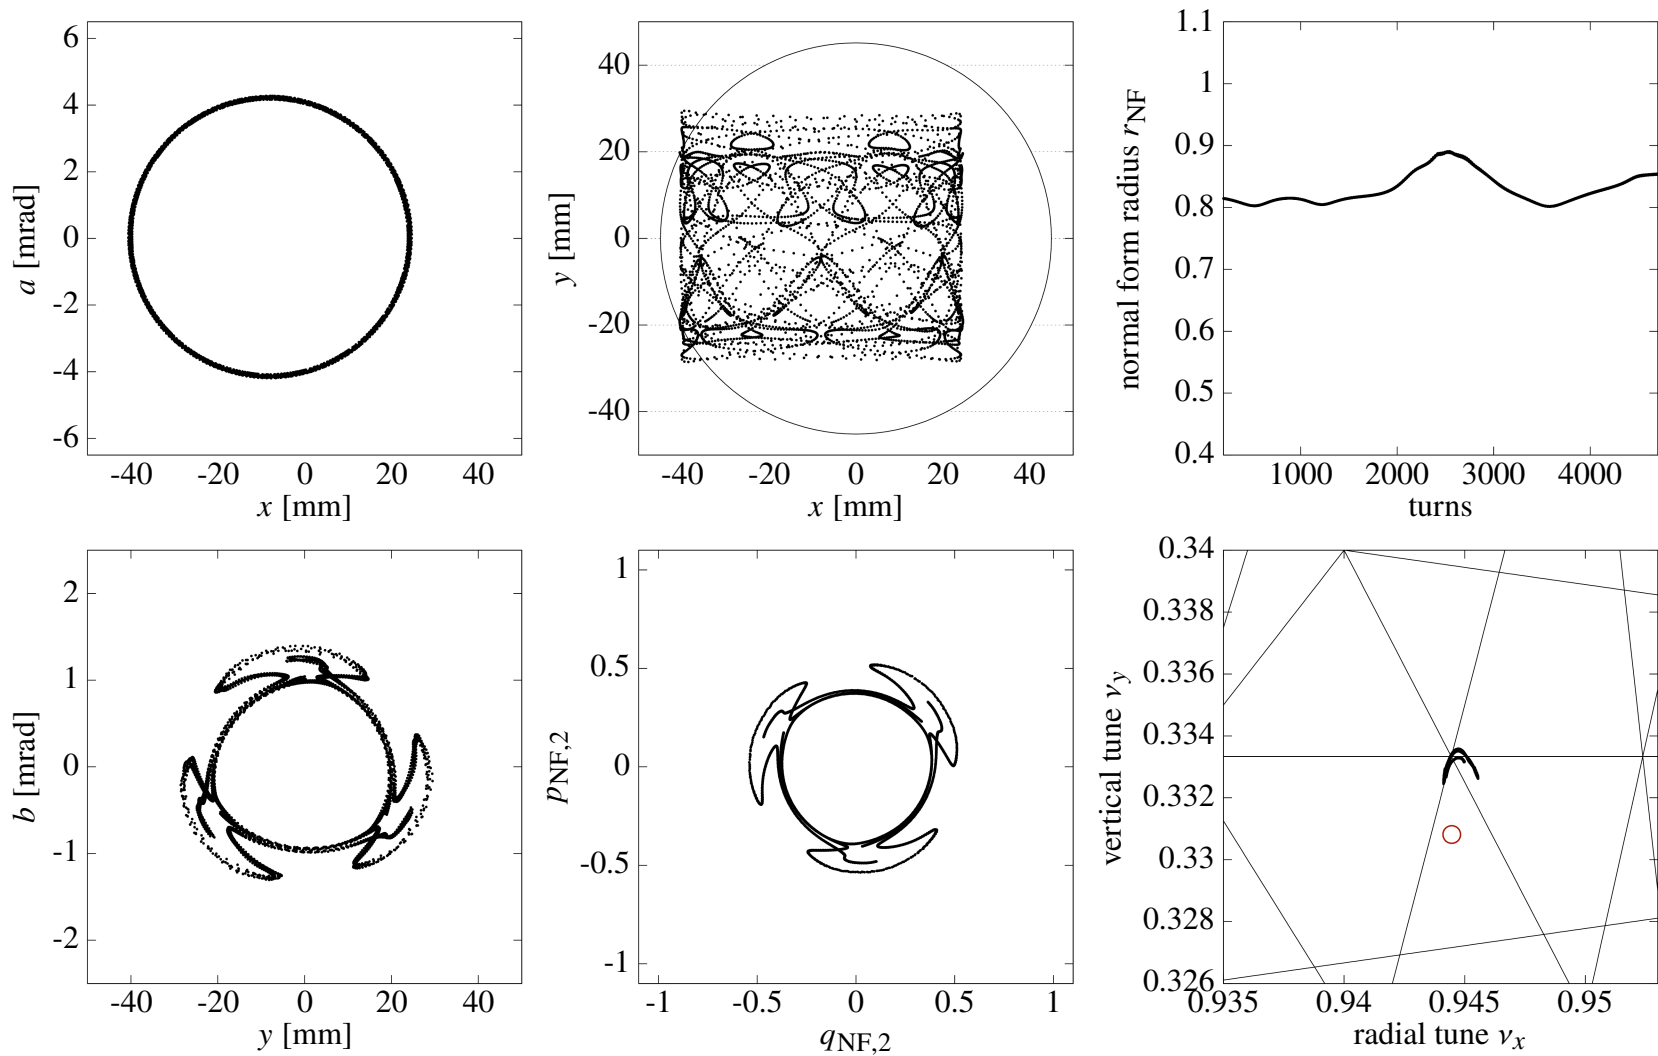 6
4
2
0
-2
-4
-6
a [mrad]
-40 -20 0 20 40
x [mm]
40
20
0
-20
-40
y [mm]
-40 -20 0 20 40
x [mm]
1.1
1
0.9
0.8
0.7
0.6
0.5
0.4
normal form radius rNF
1000 2000 3000 4000
turns
2
1
0
-1
-2
b [mrad]
-40 -20 0 20 40
y [mm]
1
0.5
0
-0.5
-1
pNF,2
-1 -0.5 0 0.5 1
qNF,2
0.34
0.338
0.336
0.334
0.332
0.33
0.328
0.326
vertical tune νy
0.935 0.94 0.945 0.95
radial tune νx